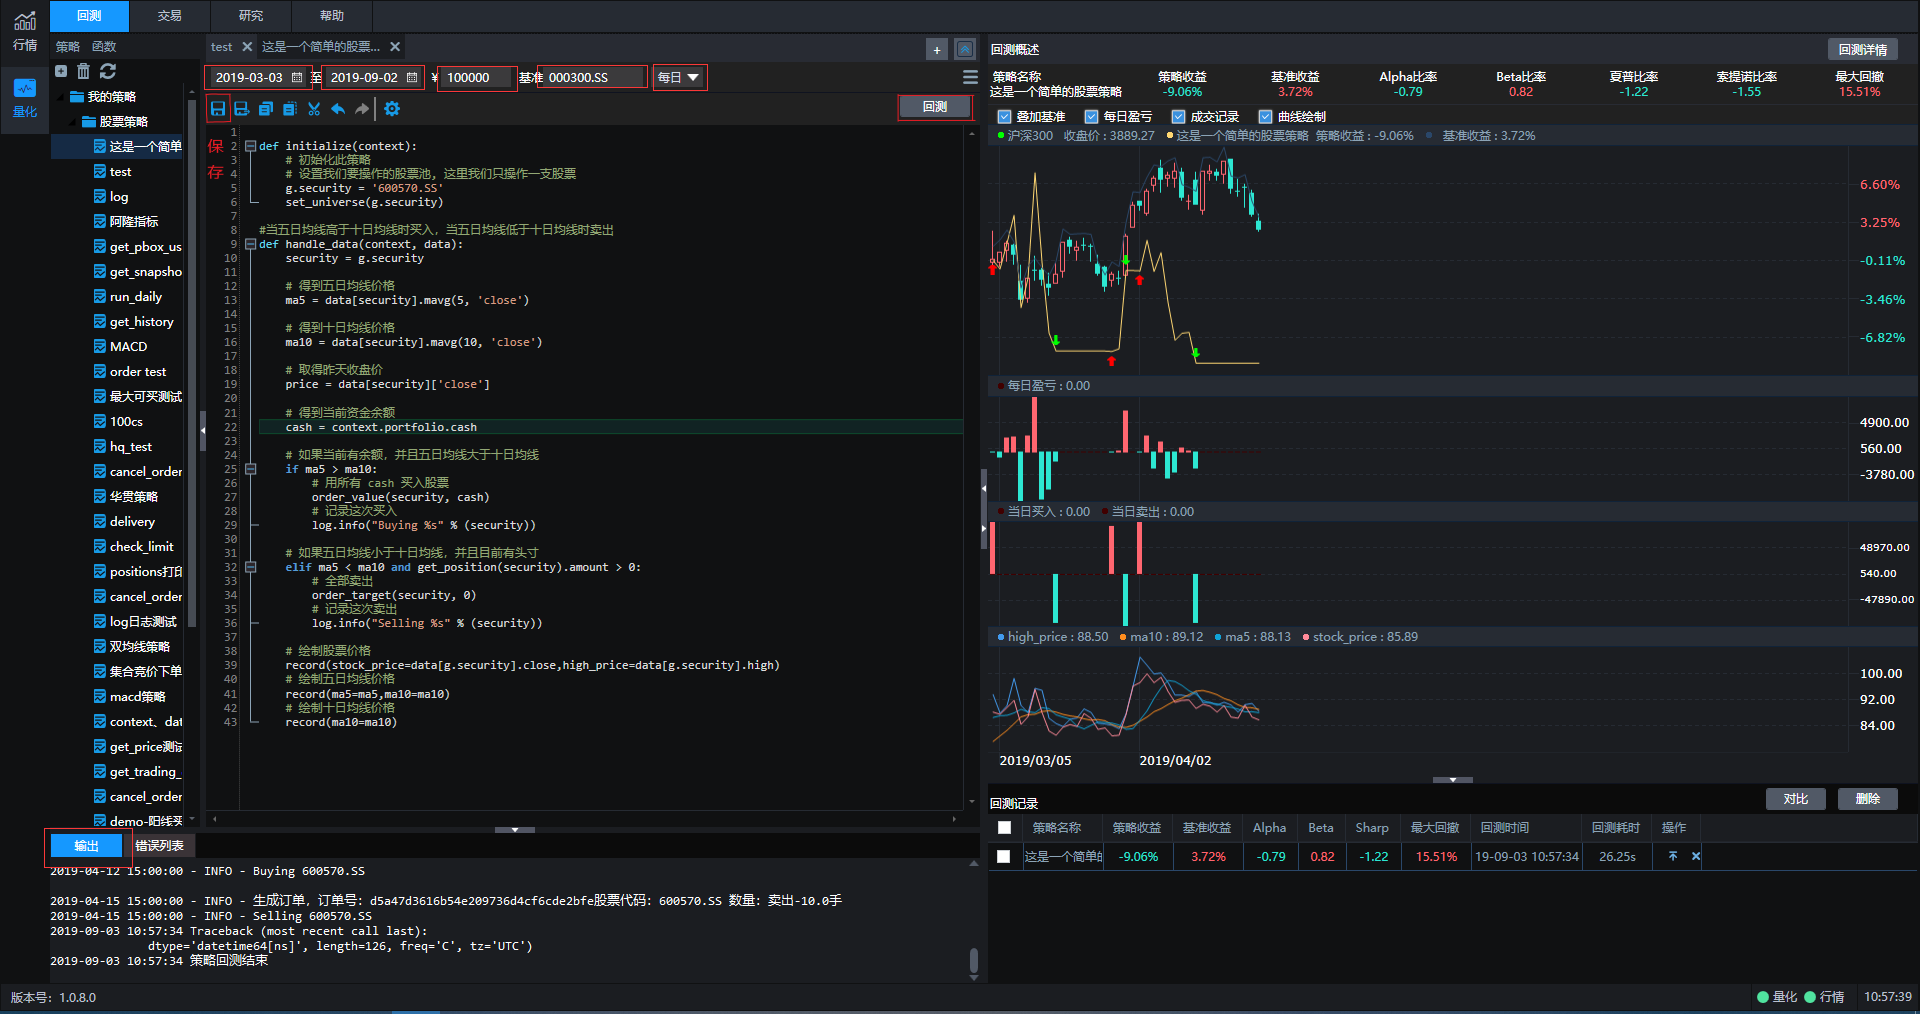 行情
量化
回测 交易 研究 帮助
策略 函数
我的策略
股票策略
这是一个简单
test
log
阿隆指标
get_pbox_us
get_snapsho
run_daily
get_history
MACD
order test
最大可买测试
100cs
hq_test
cancel_order
华贯策略
delivery
check_limit
positions打印
cancel_order
log日志测试
双均线策略
集合竞价下单
macd策略
context、dat
get_price测试
get_trading_
cancel_order
demo-阳线买
test × 这是一个简单的股票... × +
2019-03-03 至 2019-09-02 ¥ 100000 基准 000300.SS 每日
回测
保
存
1
2 def initialize(context):
3 # 初始化此策略
4 # 设置我们要操作的股票池，这里我们只操作一支股票
5 g.security = '600570.SS'
6 set_universe(g.security)
7
8 #当五日均线高于十日均线时买入，当五日均线低于十日均线时卖出
9 def handle_data(context, data):
10 security = g.security
11
12 # 得到五日均线价格
13 ma5 = data[security].mavg(5, 'close')
14
15 # 得到十日均线价格
16 ma10 = data[security].mavg(10, 'close')
17
18 # 取得昨天收盘价
19 price = data[security]['close']
20
21 # 得到当前资金余额
22 cash = context.portfolio.cash
23
24 # 如果当前有余额，并且五日均线大于十日均线
25 if ma5 > ma10:
26 # 用所有 cash 买入股票
27 order_value(security, cash)
28 # 记录这次买入
29 log.info("Buying %s" % (security))
30
31 # 如果五日均线小于十日均线，并且目前有头寸
32 elif ma5 < ma10 and get_position(security).amount > 0:
33 # 全部卖出
34 order_target(security, 0)
35 # 记录这次卖出
36 log.info("Selling %s" % (security))
37
38 # 绘制股票价格
39 record(stock_price=data[g.security].close,high_price=data[g.security].high)
40 # 绘制五日均线价格
41 record(ma5=ma5,ma10=ma10)
42 # 绘制十日均线价格
43 record(ma10=ma10)
输出 错误列表
2019-04-12 15:00:00 - INFO - Buying 600570.SS
2019-04-15 15:00:00 - INFO - 生成订单，订单号：d5a47d3616b54e209736d4cf6cde2bfe股票代码：600570.SS 数量：卖出-10.0手
2019-04-15 15:00:00 - INFO - Selling 600570.SS
2019-09-03 10:57:34 Traceback (most recent call last):
dtype='datetime64[ns]', length=126, freq='C', tz='UTC')
2019-09-03 10:57:34 策略回测结束
回测概述 回测详情
策略名称 策略收益 基准收益 Alpha比率 Beta比率 夏普比率 索提诺比率 最大回撤
这是一个简单的股票策略 -9.06% 3.72% -0.79 0.82 -1.22 -1.55 15.51%
叠加基准 每日盈亏 成交记录 曲线绘制
沪深300 收盘价 : 3889.27 这是一个简单的股票策略 策略收益 : -9.06% 基准收益 : 3.72%
6.60%
3.25%
-0.11%
-3.46%
-6.82%
每日盈亏 : 0.00
4900.00
560.00
-3780.00
当日买入 : 0.00 当日卖出 : 0.00
48970.00
540.00
-47890.00
high_price : 88.50 ma10 : 89.12 ma5 : 88.13 stock_price : 85.89
100.00
92.00
84.00
2019/03/05 2019/04/02
回测记录 对比 删除
策略名称 策略收益 基准收益 Alpha Beta Sharp 最大回撤 回测时间 回测耗时 操作
这是一个简单的 -9.06% 3.72% -0.79 0.82 -1.22 15.51% 19-09-03 10:57:34 26.25s
版本号：1.0.8.0 量化 行情 10:57:39